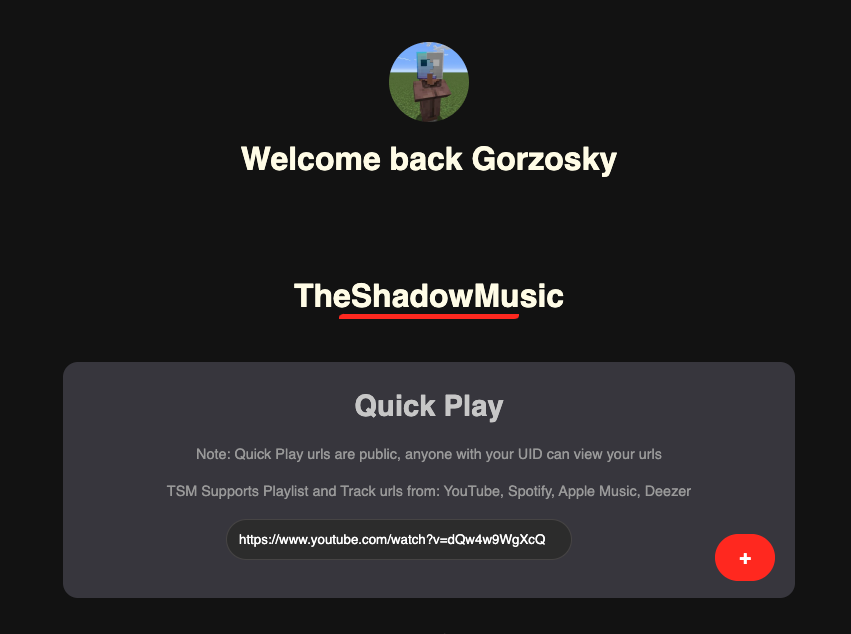 Welcome back Gorzosky
TheShadowMusic
Quick Play
Note: Quick Play urls are public, anyone with your UID can view your urls
TSM Supports Playlist and Track urls from: YouTube, Spotify, Apple Music, Deezer
https://www.youtube.com/watch?v=dQw4w9WgXcQ
+